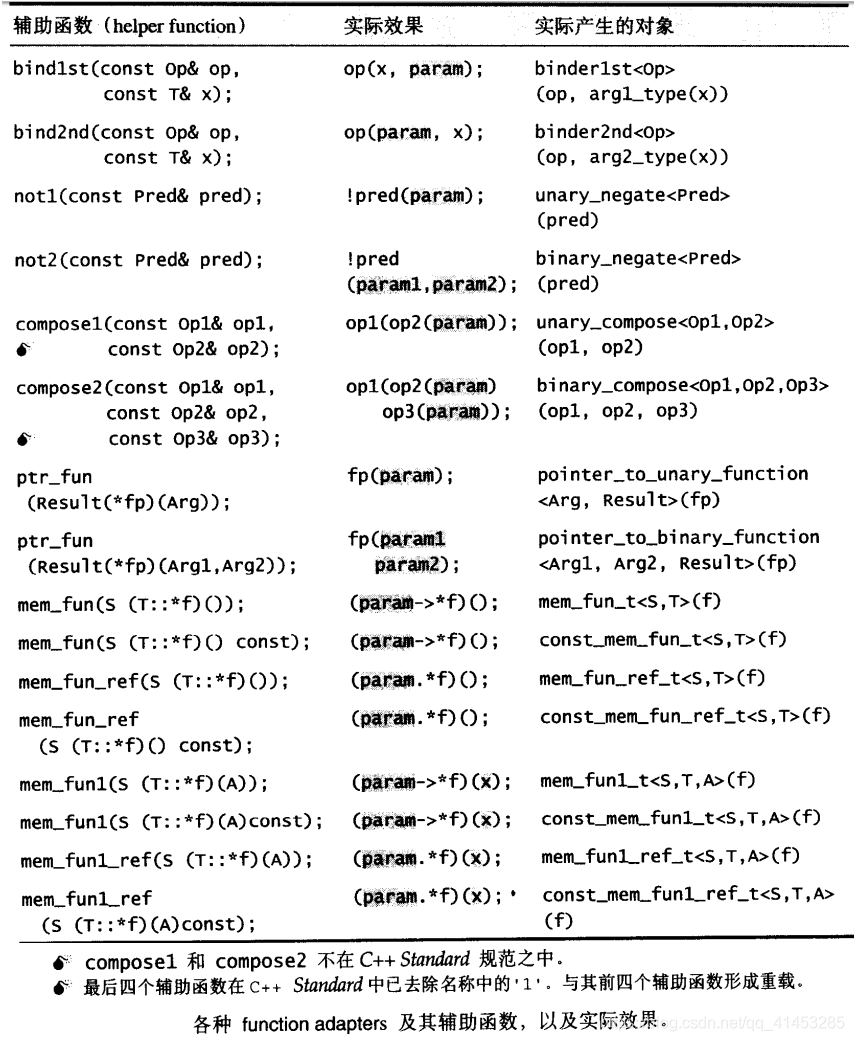 辅助函数（helper function） 实际效果 实际产生的对象
bind1st(const Op& op, op(x, param); binder1st<Op>
const T& x); (op, arg1_type(x))
bind2nd(const Op& op, op(param, x); binder2nd<Op>
const T& x); (op, arg2_type(x))
not1(const Pred& pred); !pred(param); unary_negate<Pred>
(pred)
not2(const Pred& pred); !pred binary_negate<Pred>
(param1,param2); (pred)
compose1(const Op1& op1, op1(op2(param)); unary_compose<Op1,Op2>
const Op2& op2); (op1, op2)
compose2(const Op1& op1, op1(op2(param) binary_compose<Op1,Op2,Op3>
const Op2& op2, op3(param)); (op1, op2, op3)
const Op3& op3);
ptr_fun fp(param); pointer_to_unary_function
(Result(*fp)(Arg)); <Arg, Result>(fp)
ptr_fun fp(param1 pointer_to_binary_function
(Result(*fp)(Arg1,Arg2)); param2); <Arg1, Arg2, Result>(fp)
mem_fun(S (T::*f)()); (param->*f)(); mem_fun_t<S,T>(f)
mem_fun(S (T::*f)() const); (param->*f)(); const_mem_fun_t<S,T>(f)
mem_fun_ref(S (T::*f)()); (param.*f)(); mem_fun_ref_t<S,T>(f)
mem_fun_ref (param.*f)(); const_mem_fun_ref_t<S,T>(f)
(S (T::*f)() const);
mem_fun1(S (T::*f)(A)); (param->*f)(x); mem_fun1_t<S,T,A>(f)
mem_fun1(S (T::*f)(A)const); (param->*f)(x); const_mem_fun1_t<S,T,A>(f)
mem_fun1_ref(S (T::*f)(A)); (param.*f)(x); mem_fun1_ref_t<S,T,A>(f)
mem_fun1_ref (param.*f)(x); const_mem_fun1_ref_t<S,T,A>
(S (T::*f)(A)const); (f)
compose1 和 compose2 不在 C++ Standard 规范之中。
最后四个辅助函数在 C++ Standard 中已去除名称中的'1'。与其前四个辅助函数形成重载。
各种 function adapters 及其辅助函数，以及实际效果。
csdn.net/qq_41453285